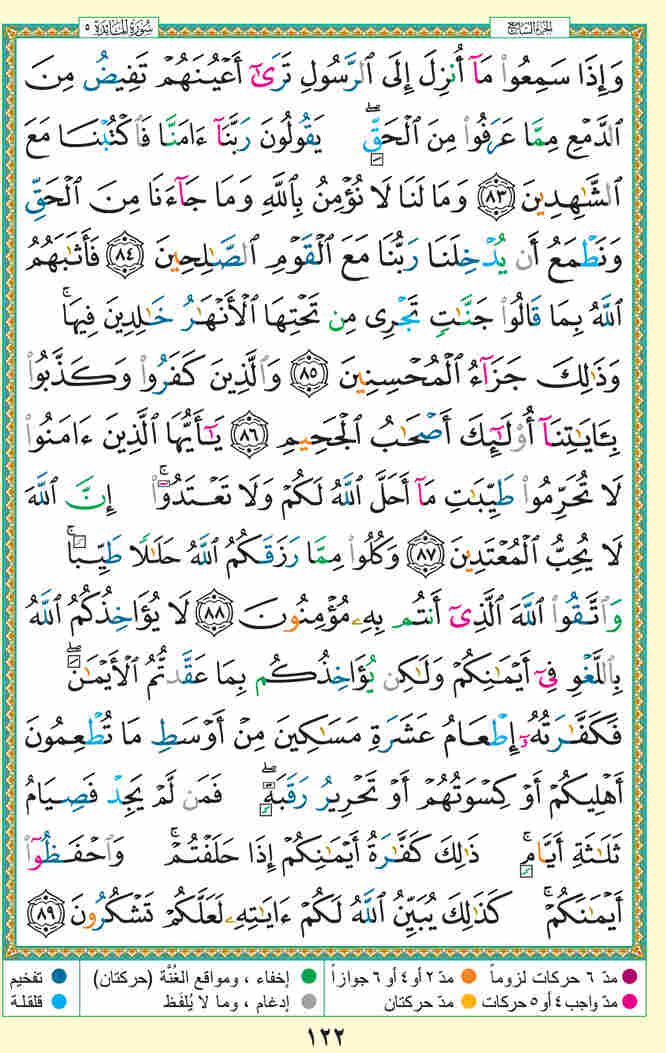 الجزء السابع
سورة المائدة ٥
وَإِذَا سَمِعُوا۟ مَآ أُنزِلَ إِلَى ٱلرَّسُولِ تَرَىٰٓ أَعْيُنَهُمْ تَفِيضُ مِنَ
ٱلدَّمْعِ مِمَّا عَرَفُوا۟ مِنَ ٱلْحَقِّ ۖ يَقُولُونَ رَبَّنَآ ءَامَنَّا فَٱكْتُبْنَا مَعَ
ٱلشَّـٰهِدِينَ ٨٣ وَمَا لَنَا لَا نُؤْمِنُ بِٱللَّهِ وَمَا جَآءَنَا مِنَ ٱلْحَقِّ
وَنَطْمَعُ أَن يُدْخِلَنَا رَبُّنَا مَعَ ٱلْقَوْمِ ٱلصَّـٰلِحِينَ ٨٤ فَأَثَـٰبَهُمُ
ٱللَّهُ بِمَا قَالُوا۟ جَنَّـٰتٍ تَجْرِى مِن تَحْتِهَا ٱلْأَنْهَـٰرُ خَـٰلِدِينَ فِيهَا ۚ
وَذَٰلِكَ جَزَآءُ ٱلْمُحْسِنِينَ ٨٥ وَٱلَّذِينَ كَفَرُوا۟ وَكَذَّبُوا۟
بِـَٔايَـٰتِنَآ أُو۟لَـٰٓئِكَ أَصْحَـٰبُ ٱلْجَحِيمِ ٨٦ يَـٰٓأَيُّهَا ٱلَّذِينَ ءَامَنُوا۟
لَا تُحَرِّمُوا۟ طَيِّبَـٰتِ مَآ أَحَلَّ ٱللَّهُ لَكُمْ وَلَا تَعْتَدُوٓا۟ ۚ إِنَّ ٱللَّهَ
لَا يُحِبُّ ٱلْمُعْتَدِينَ ٨٧ وَكُلُوا۟ مِمَّا رَزَقَكُمُ ٱللَّهُ حَلَـٰلًا طَيِّبًا ۚ
وَٱتَّقُوا۟ ٱللَّهَ ٱلَّذِىٓ أَنتُم بِهِۦ مُؤْمِنُونَ ٨٨ لَا يُؤَاخِذُكُمُ ٱللَّهُ
بِٱللَّغْوِ فِىٓ أَيْمَـٰنِكُمْ وَلَـٰكِن يُؤَاخِذُكُم بِمَا عَقَّدتُّمُ ٱلْأَيْمَـٰنَ ۖ
فَكَفَّـٰرَتُهُۥٓ إِطْعَامُ عَشَرَةِ مَسَـٰكِينَ مِنْ أَوْسَطِ مَا تُطْعِمُونَ
أَهْلِيكُمْ أَوْ كِسْوَتُهُمْ أَوْ تَحْرِيرُ رَقَبَةٍ ۖ فَمَن لَّمْ يَجِدْ فَصِيَامُ
ثَلَـٰثَةِ أَيَّامٍ ۚ ذَٰلِكَ كَفَّـٰرَةُ أَيْمَـٰنِكُمْ إِذَا حَلَفْتُمْ ۚ وَٱحْفَظُوٓا۟
أَيْمَـٰنَكُمْ ۚ كَذَٰلِكَ يُبَيِّنُ ٱللَّهُ لَكُمْ ءَايَـٰتِهِۦ لَعَلَّكُمْ تَشْكُرُونَ ٨٩
مدّ ٦ حركات لزوماً مدّ ٢ أو ٤ أو ٦ جوازاً إخفاء ، ومواقع الغُنَّة (حركتان) تفخيم
مدّ واجب ٤ أو ٥ حركات مدّ حركتان إدغام ، وما لا يُلفَظ قلقلة
١٢٢